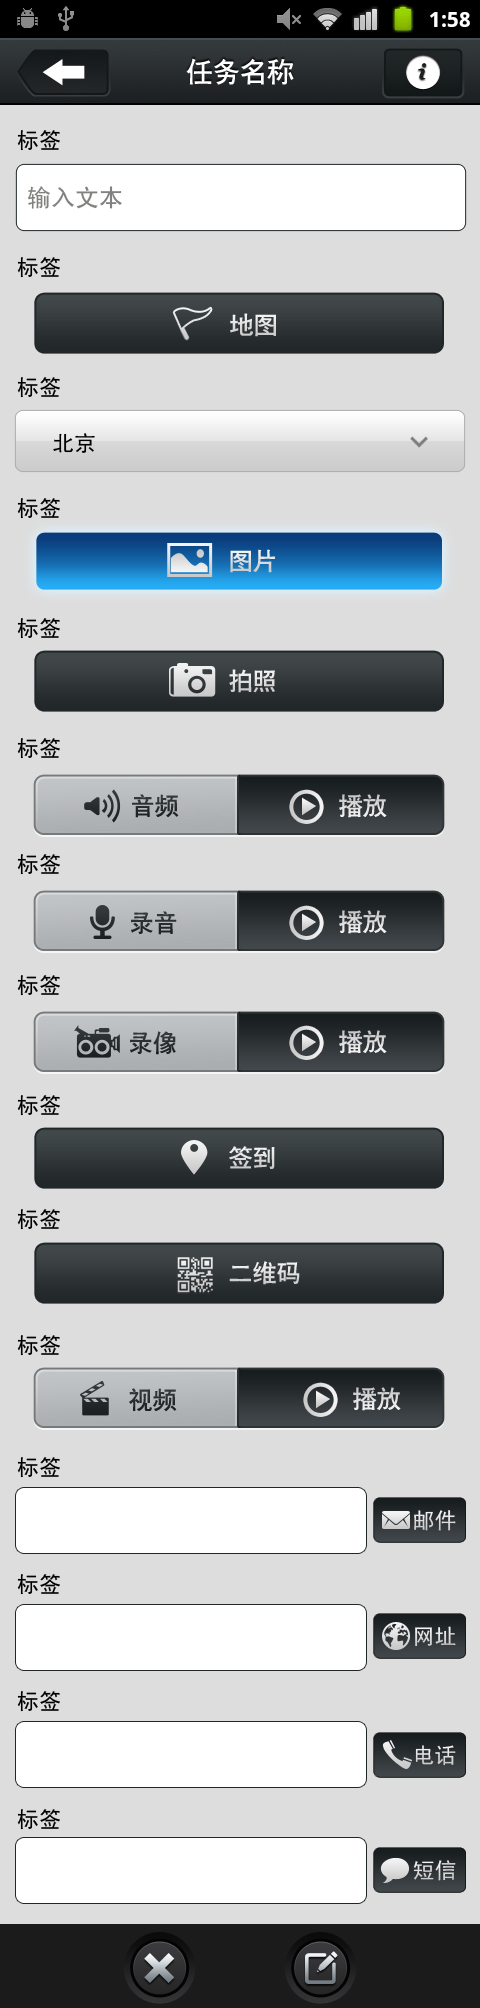 1:58
任务名称
标签
输入文本
标签
地图
标签
北京
标签
图片
标签
拍照
标签
音频 播放
标签
录音 播放
标签
录像 播放
标签
签到
标签
二维码
标签
视频 播放
标签
邮件
标签
网址
标签
电话
标签
短信